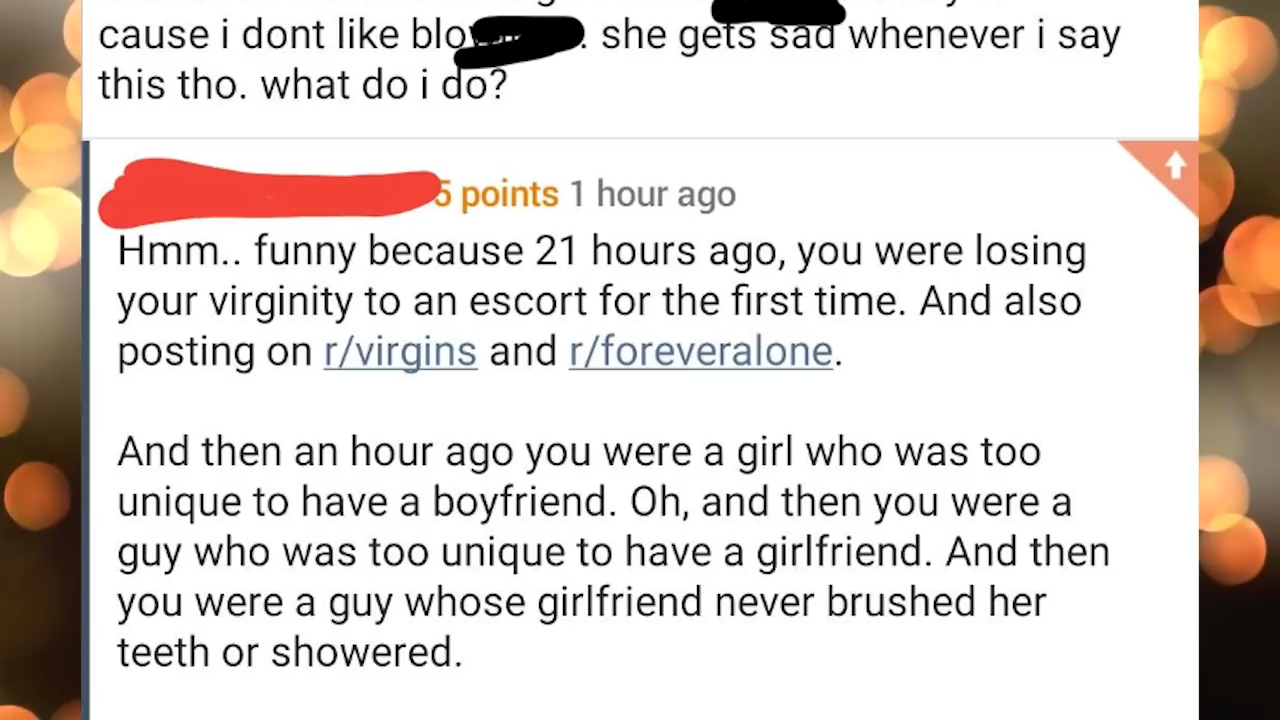 cause i dont like she gets sad whenever i say
this tho. what do i do?
5 points 1 hour ago
Hmm.. funny because 21 hours ago, you were losing
your virginity to an escort for the first time. And also
posting on r/virgins and r/foreveralone.
And then an hour ago you were a girl who was too
unique to have a boyfriend. Oh, and then you were a
guy who was too unique to have a girlfriend. And then
you were a guy whose girlfriend never brushed her
teeth or showered.